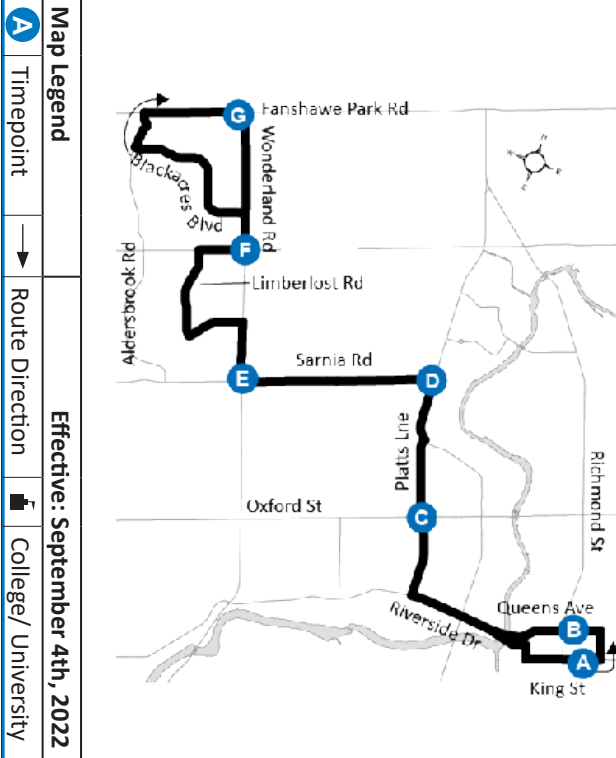 Map Legend
Effective: September 4th, 2022
A
Timepoint
Route Direction
College/ University
G
Fanshawe Park Rd
Wonderland Rd
Blackacres Blvd
F
Limberlost Rd
Aldersbrook Rd
E
Sarnia Rd
D
Platts Lne
Richmond St
Oxford St
C
Riverside Dr
Queens Ave
B
A
King St